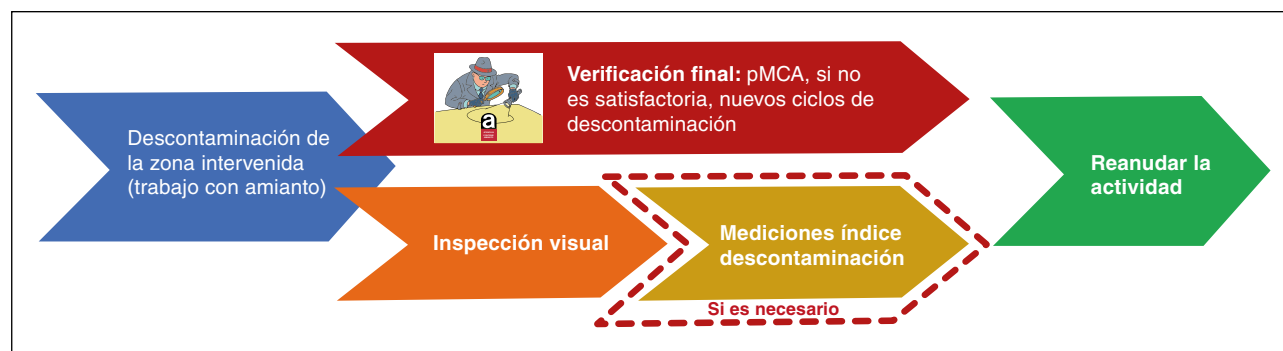 Descontaminación de
la zona intervenida
(trabajo con amianto)
Verificación final: pMCA, si no
es satisfactoria, nuevos ciclos de
descontaminación
a
Inspección visual
Mediciones índice
descontaminación
Si es necesario
Reanudar la
actividad